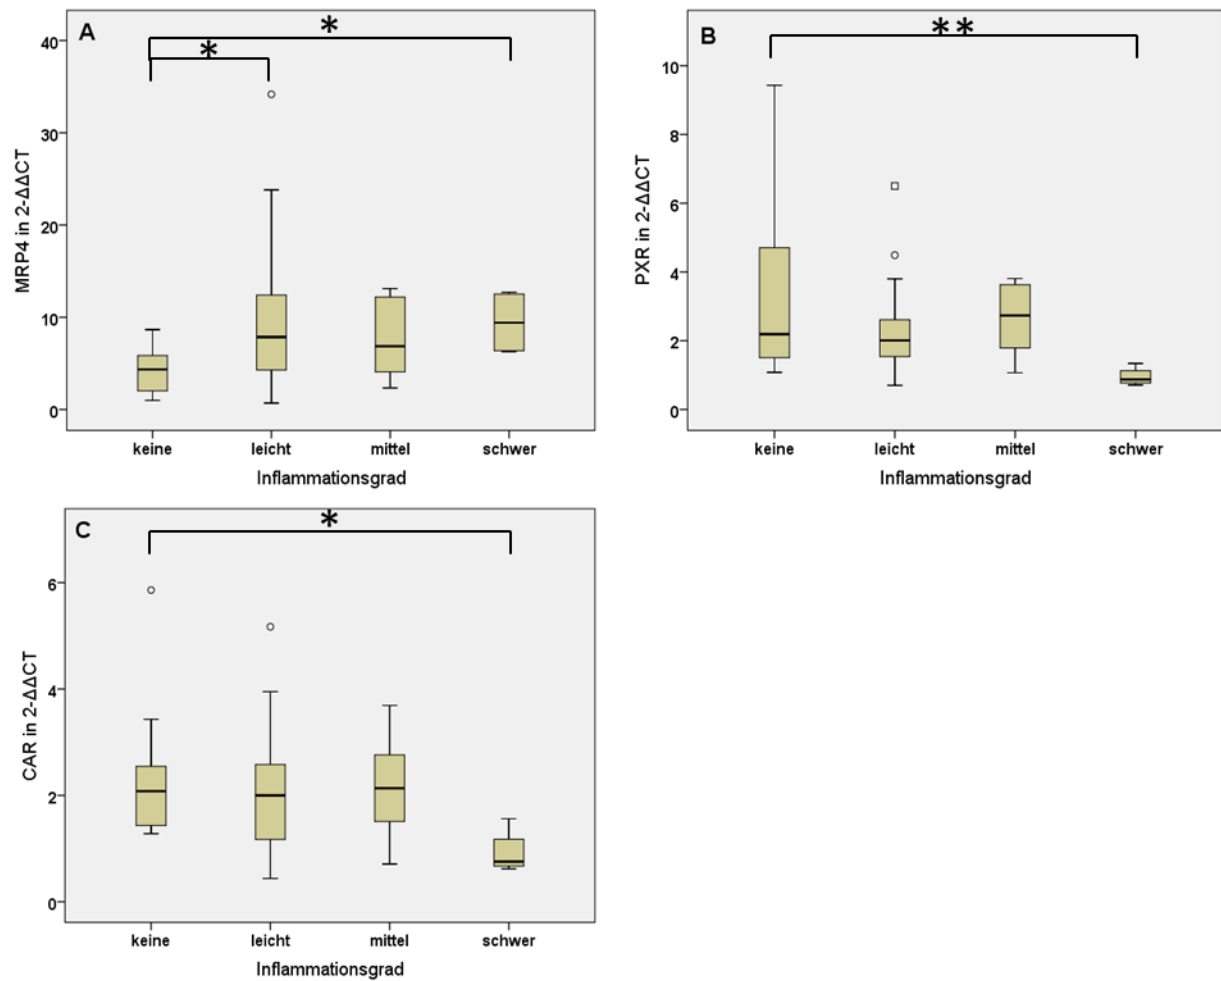 A
*
*
40
30
20
10
0
MRP4 in 2-ΔΔCT
keine leicht mittel schwer
Inflammationsgrad
B
**
10
8
6
4
2
0
PXR in 2-ΔΔCT
keine leicht mittel schwer
Inflammationsgrad
C
*
6
4
2
0
CAR in 2-ΔΔCT
keine leicht mittel schwer
Inflammationsgrad